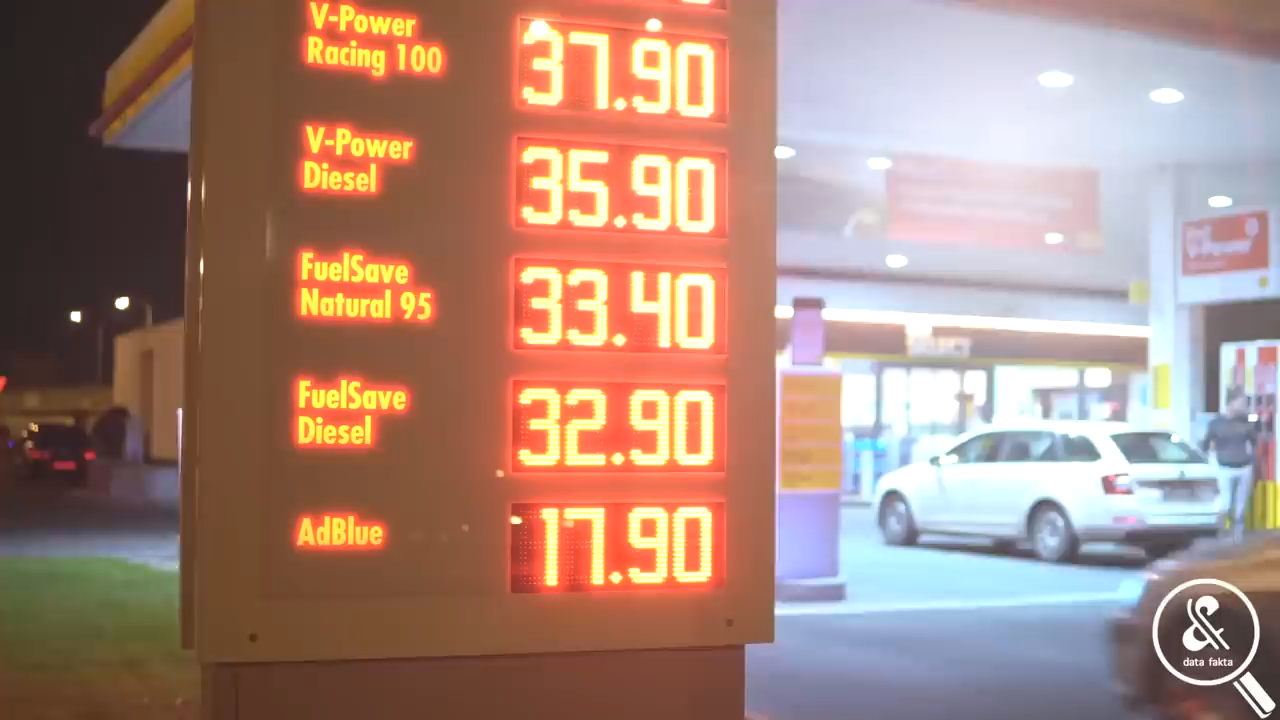 V-Power
Racing 100
37.90
V-Power
Diesel
35.90
FuelSave
Natural 95
33.40
FuelSave
Diesel
32.90
AdBlue
17.90
&
data fakta